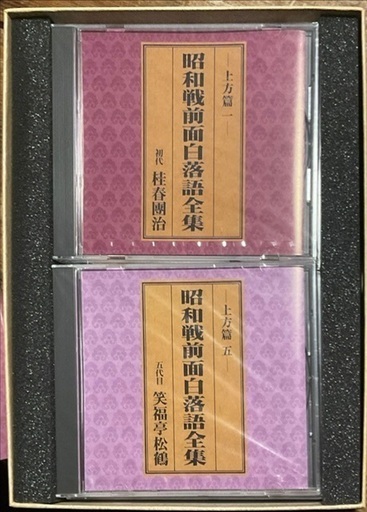 上方篇 一
昭和戦前面白落語全集
初代 桂春團治
上方篇 五
昭和戦前面白落語全集
五代目 笑福亭松鶴